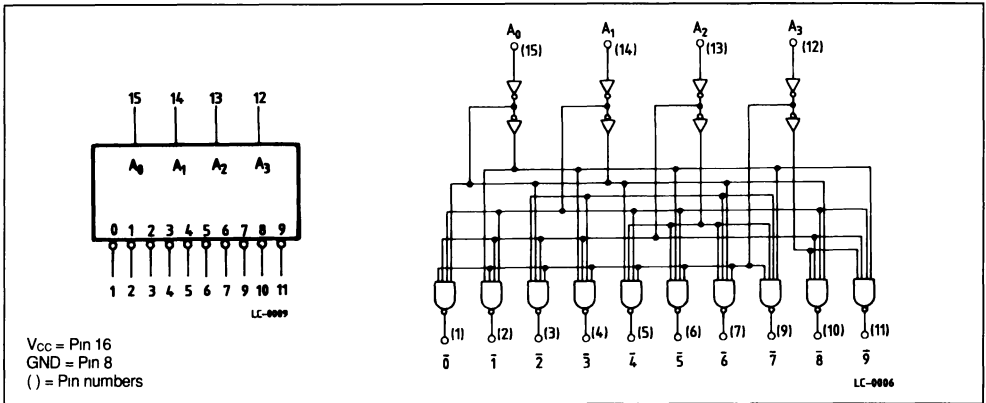 15 14 13 12
A₀ A₁ A₂ A₃
0 1 2 3 4 5 6 7 8 9
1 2 3 4 5 6 7 9 10 11
LC-0009
V_CC = Pin 16
GND = Pin 8
( ) = Pin numbers
A₀ A₁ A₂ A₃
(15) (14) (13) (12)
(1) (2) (3) (4) (5) (6) (7) (9) (10) (11)
0̅ 1̅ 2̅ 3̅ 4̅ 5̅ 6̅ 7̅ 8̅ 9̅
LC-0006